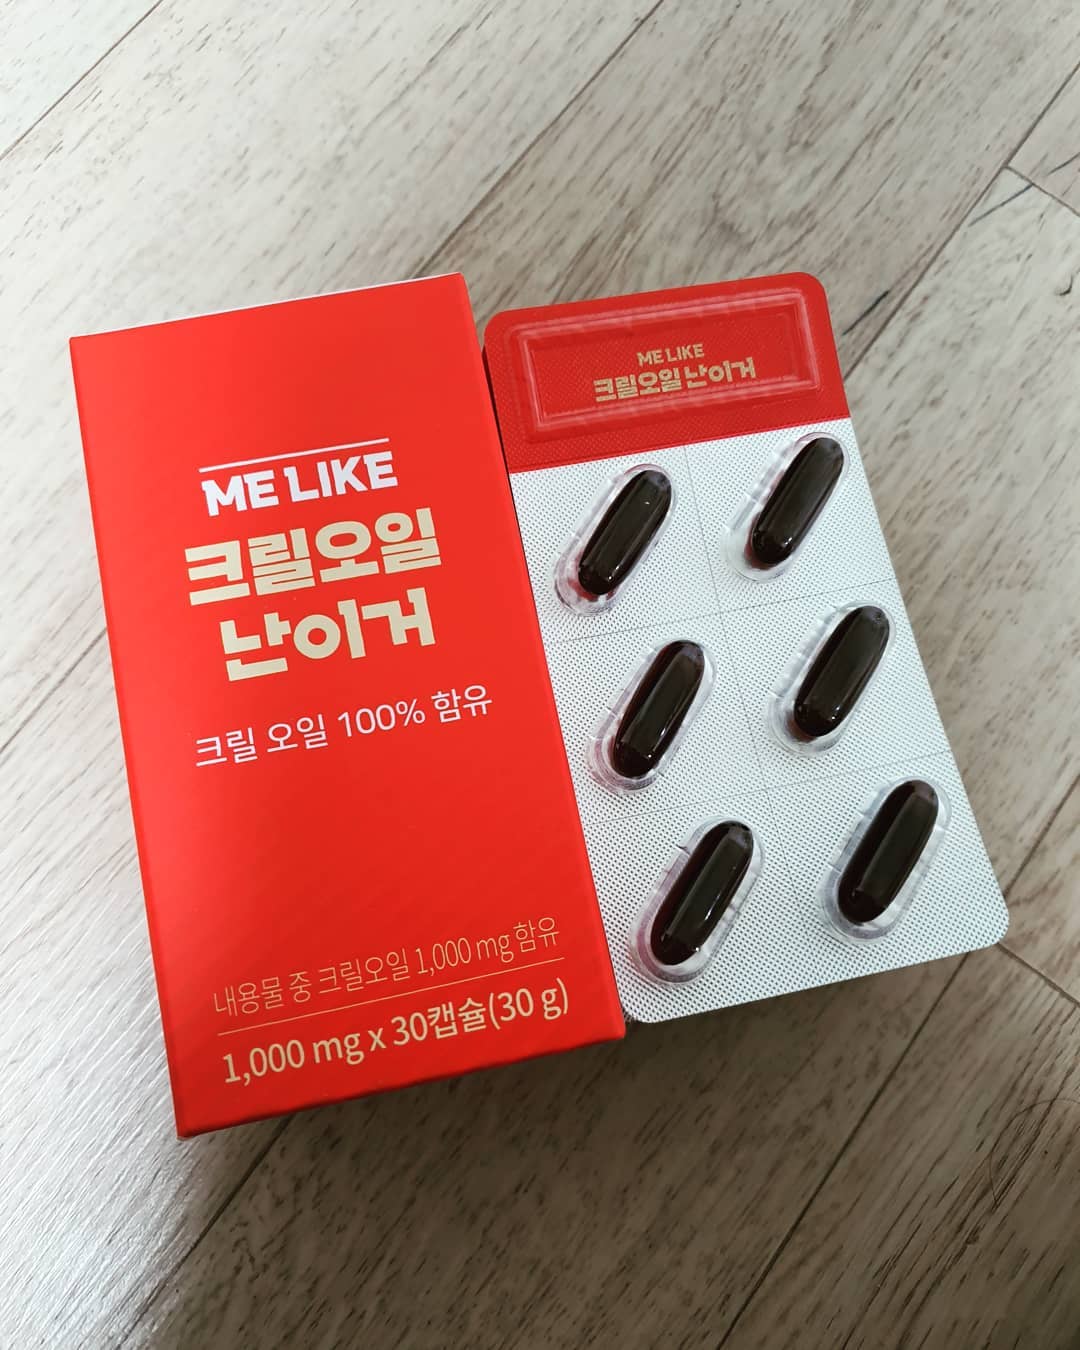 ME LIKE
크릴오일
난이거
크릴 오일 100% 함유
내용물 중 크릴오일 1,000 mg 함유
1,000 mg x 30캡슐(30 g)
ME LIKE
크릴오일 난이거